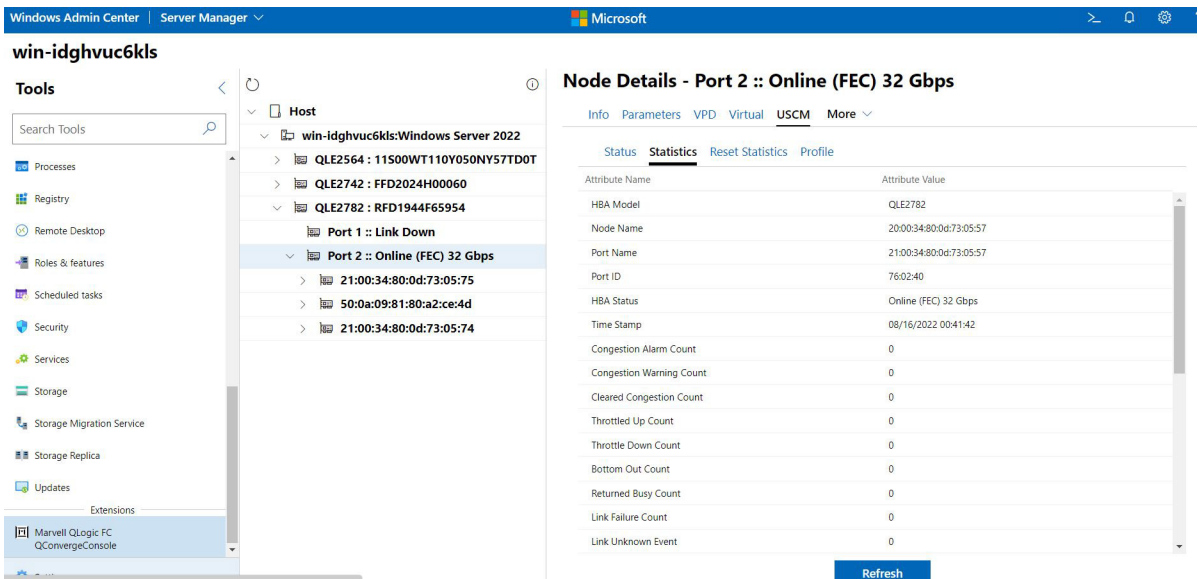 Windows Admin Center | Server Manager
Microsoft
win-idghvuc6kls
Tools
Search Tools
Processes
Registry
Remote Desktop
Roles & features
Scheduled tasks
Security
Services
Storage
Storage Migration Service
Storage Replica
Updates
Extensions
Marvell QLogic FC
QConvergeConsole
Host
win-idghvuc6kls:Windows Server 2022
QLE2564 : 11S00WT110Y050NY57TD0T
QLE2742 : FFD2024H00060
QLE2782 : RFD1944F65954
Port 1 :: Link Down
Port 2 :: Online (FEC) 32 Gbps
21:00:34:80:0d:73:05:75
50:0a:09:81:80:a2:ce:4d
21:00:34:80:0d:73:05:74
Node Details - Port 2 :: Online (FEC) 32 Gbps
Info Parameters VPD Virtual USCM More
Status Statistics Reset Statistics Profile
Attribute Name Attribute Value
HBA Model QLE2782
Node Name 20:00:34:80:0d:73:05:57
Port Name 21:00:34:80:0d:73:05:57
Port ID 76:02:40
HBA Status Online (FEC) 32 Gbps
Time Stamp 08/16/2022 00:41:42
Congestion Alarm Count 0
Congestion Warning Count 0
Cleared Congestion Count 0
Throttled Up Count 0
Throttle Down Count 0
Bottom Out Count 0
Returned Busy Count 0
Link Failure Count 0
Link Unknown Event 0
Refresh